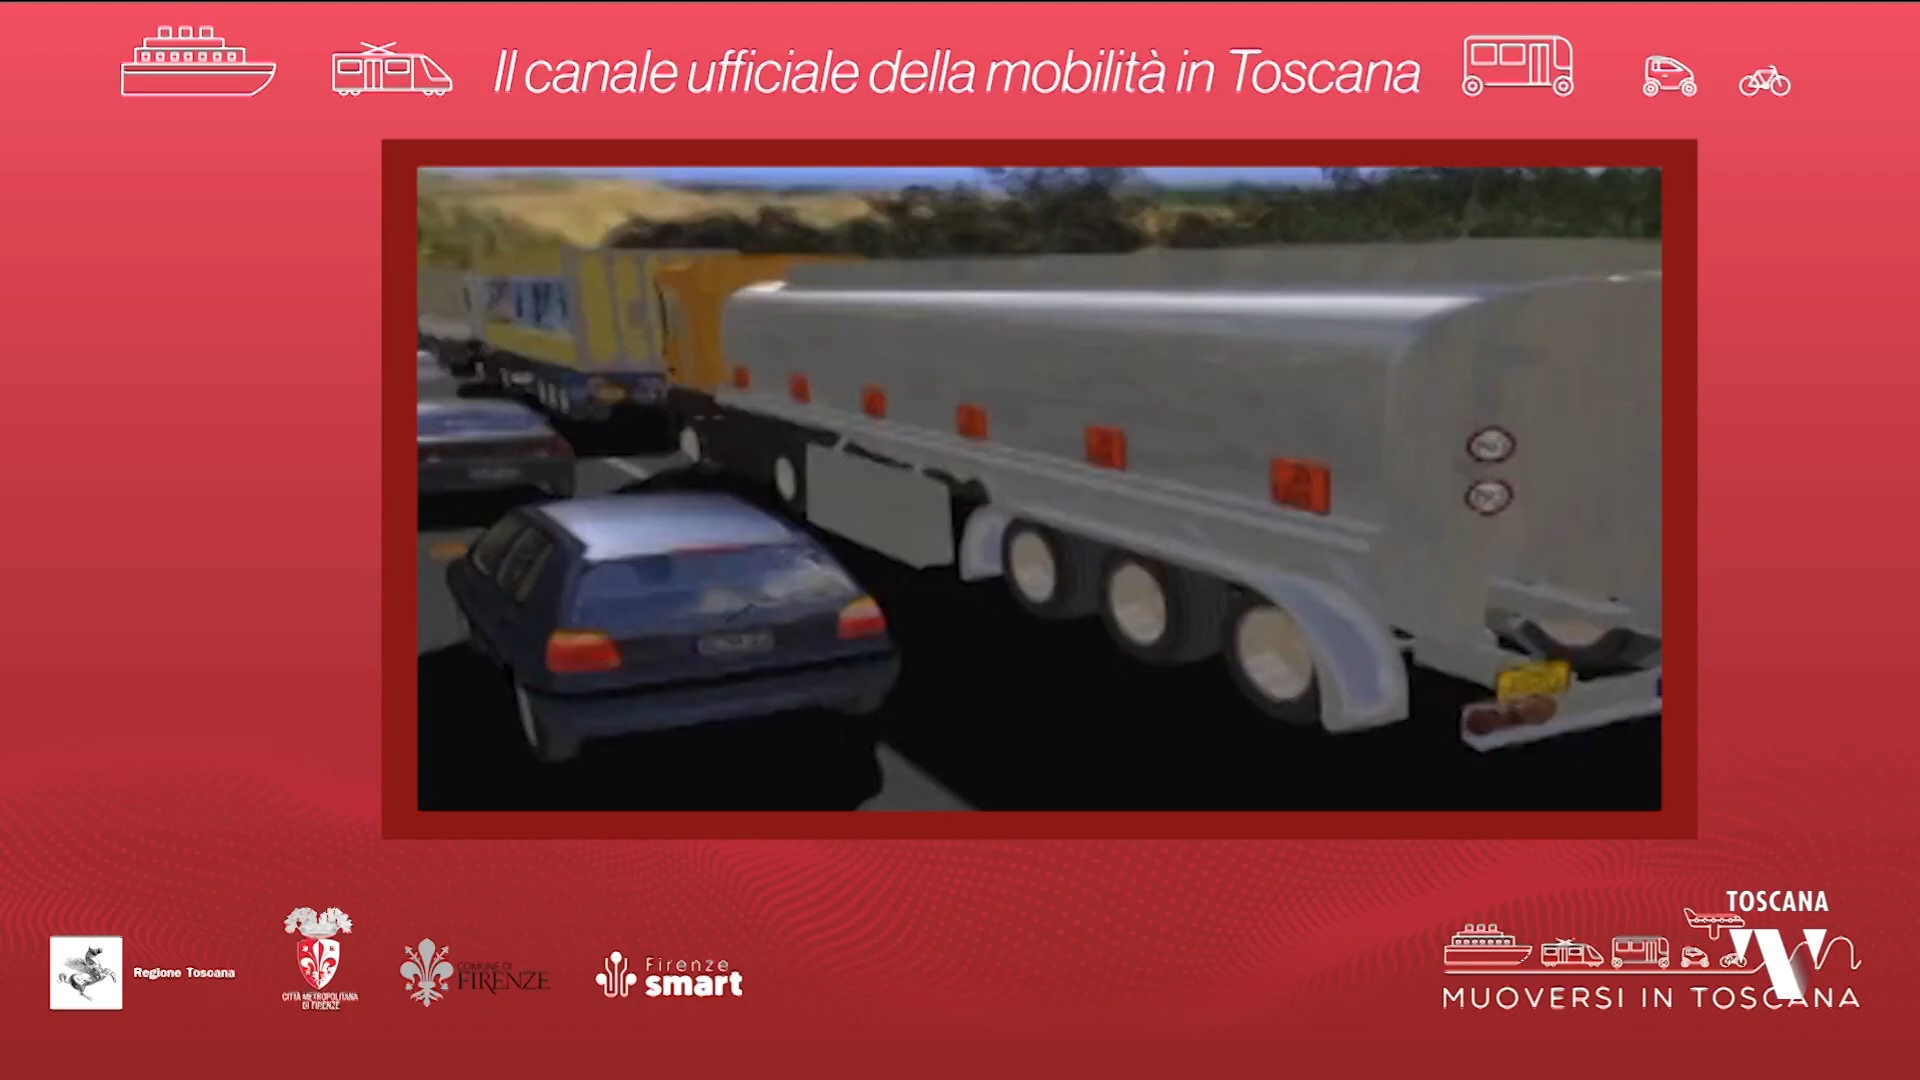 Il canale ufficiale della mobilità in Toscana
Regione Toscana
CITTÀ METROPOLITANA
DI FIRENZE
COMUNE DI
FIRENZE
Firenze
smart
TOSCANA
MUOVERSI IN TOSCANA